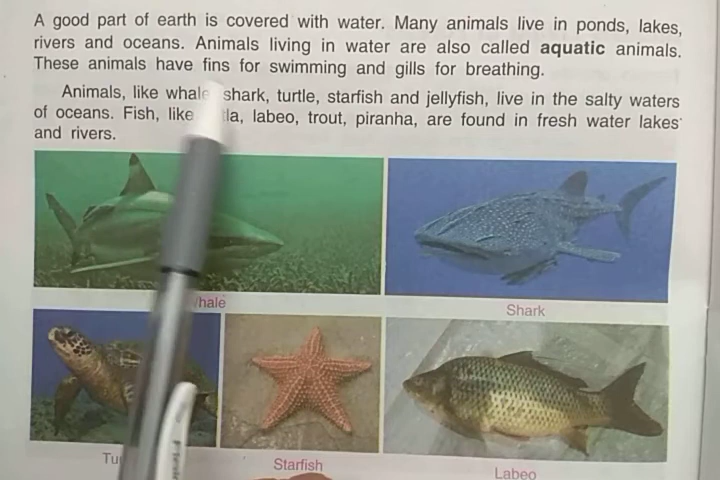 A good part of earth is covered with water. Many animals live in ponds, lakes,
rivers and oceans. Animals living in water are also called aquatic animals.
These animals have fins for swimming and gills for breathing.
Animals, like whale shark, turtle, starfish and jellyfish, live in the salty waters
of oceans. Fish, like labeo, trout, piranha, are found in fresh water lakes
and rivers.
Shark
Starfish
Labeo